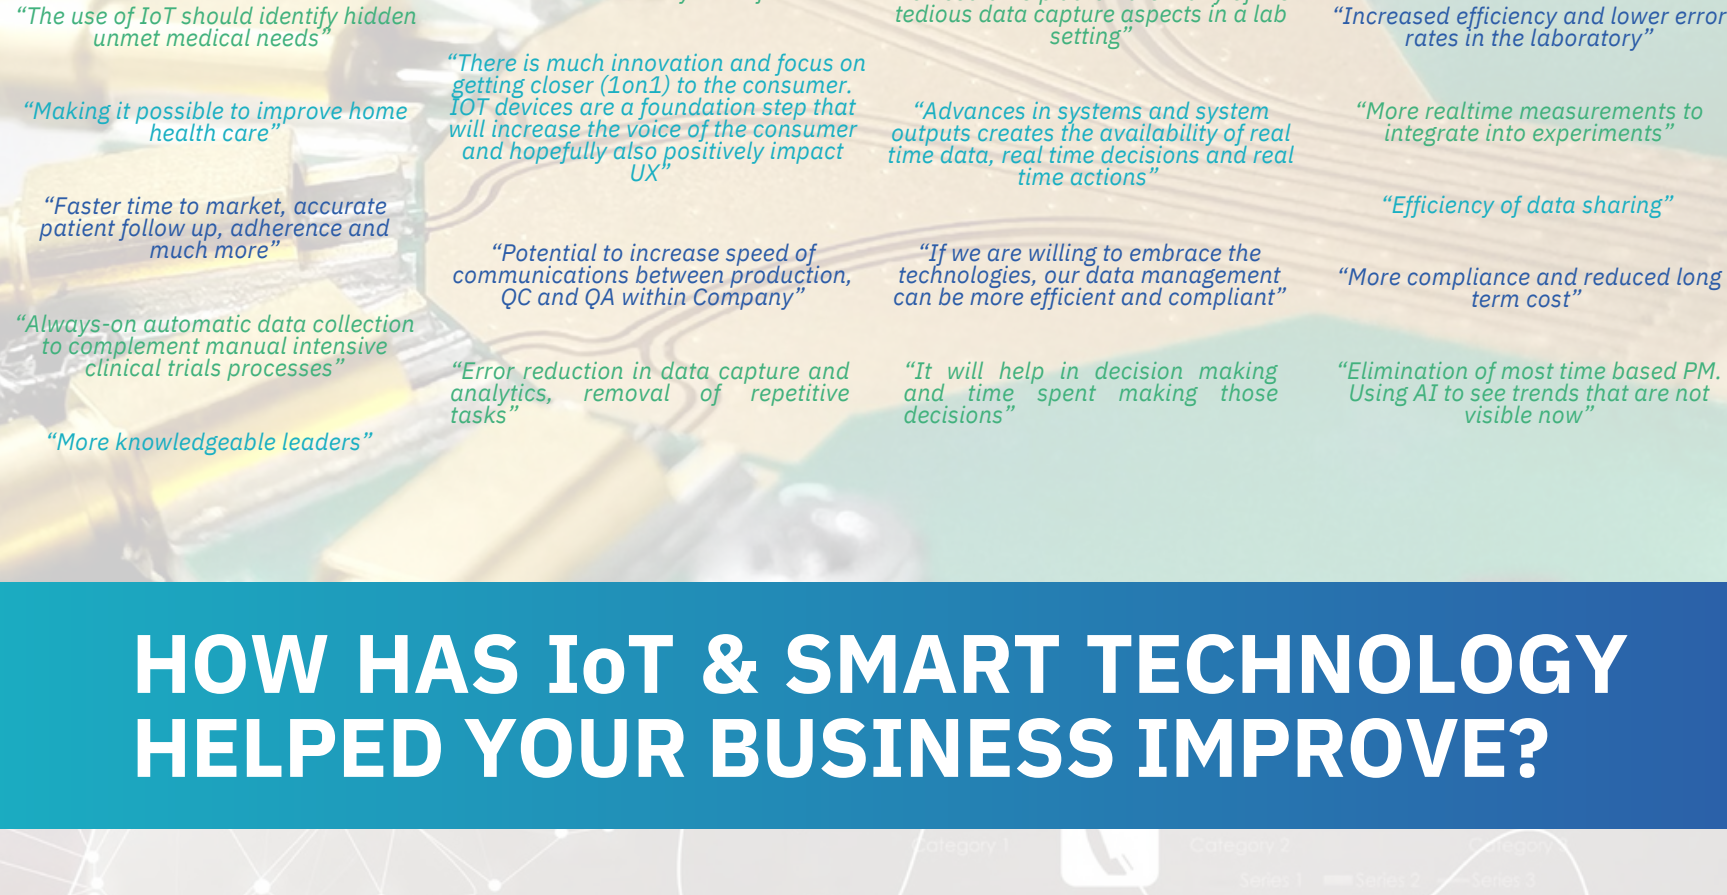 “The use of IoT should identify hidden
unmet medical needs”
“Making it possible to improve home
health care”
“Faster time to market, accurate
patient follow up, adherence and
much more”
“Always-on automatic data collection
to complement manual intensive
clinical trials processes”
“More knowledgeable leaders”
“There is much innovation and focus on
getting closer (1on1) to the consumer.
IOT devices are a foundation step that
will increase the voice of the consumer
and hopefully also positively impact
UX”
“Potential to increase speed of
communications between production,
QC and QA within Company”
“Error reduction in data capture and
analytics, removal of repetitive
tasks”
tedious data capture aspects in a lab
setting”
“Advances in systems and system
outputs creates the availability of real
time data, real time decisions and real
time actions”
“If we are willing to embrace the
technologies, our data management
can be more efficient and compliant”
“It will help in decision making
and time spent making those
decisions”
“Increased efficiency and lower error
rates in the laboratory”
“More realtime measurements to
integrate into experiments”
“Efficiency of data sharing”
“More compliance and reduced long
term cost”
“Elimination of most time based PM.
Using AI to see trends that are not
visible now”
HOW HAS IoT & SMART TECHNOLOGY
HELPED YOUR BUSINESS IMPROVE?
Category 1 Category 2 Category
Series 1 Series 2 Series 3